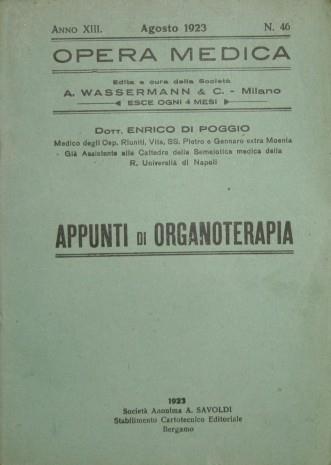 ANNO XIII. Agosto 1923 N. 46
OPERA MEDICA
Edita a cura della Società
A. WASSERMANN & C. - Milano
ESCE OGNI 4 MESI
DOTT. ENRICO DI POGGIO
Medico degli Osp. Riuniti, Vita, SS. Pietro e Gennaro extra Moenia
Già Assistente alla Cattedra della Semeiotica medica della
R. Università di Napoli
APPUNTI DI ORGANOTERAPIA
1923
Società Anonima A. SAVOLDI
Stabilimento Cartotecnico Editoriale
Bergamo